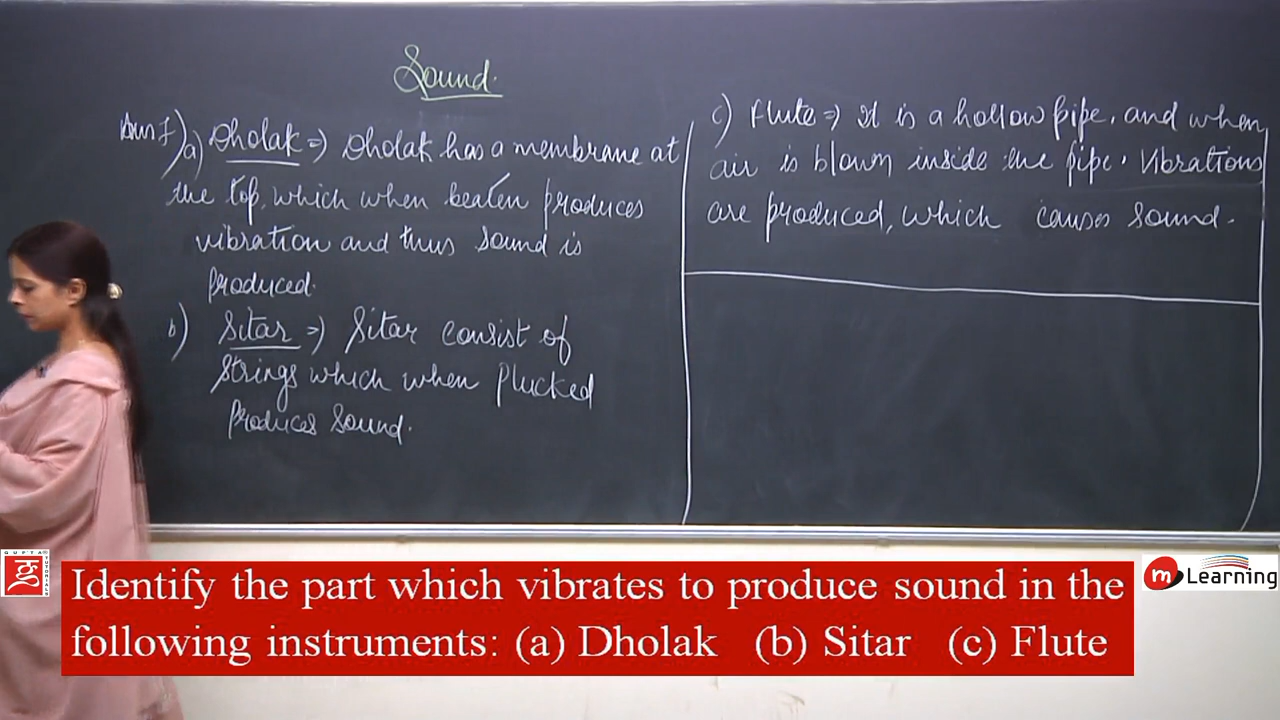 Sound.
Ans 7) a) Dholak ⇒ Dholak has a membrane at
the top, which when beaten produces
vibration and thus sound is
produced.
b) Sitar ⇒ Sitar consist of
strings which when plucked
produces sound.
c) Flute ⇒ It is a hollow pipe, and when
air is blown inside the pipe. Vibrations
are produced, which causes sound.
GUPTA
TUTORIALS
m Learning
Identify the part which vibrates to produce sound in the
following instruments: (a) Dholak (b) Sitar (c) Flute